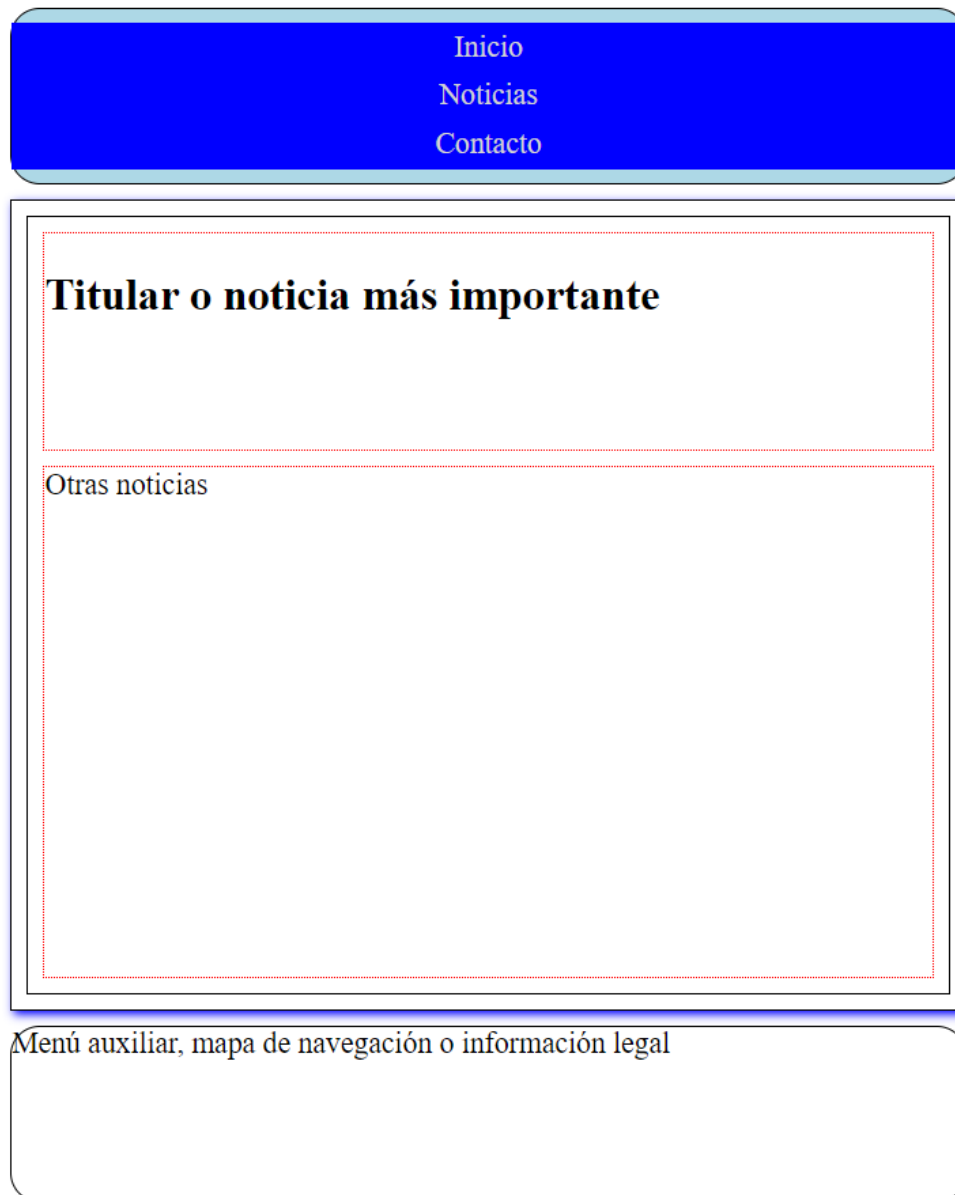 Inicio
Noticias
Contacto
Titular o noticia más importante
Otras noticias
Menú auxiliar, mapa de navegación o información legal